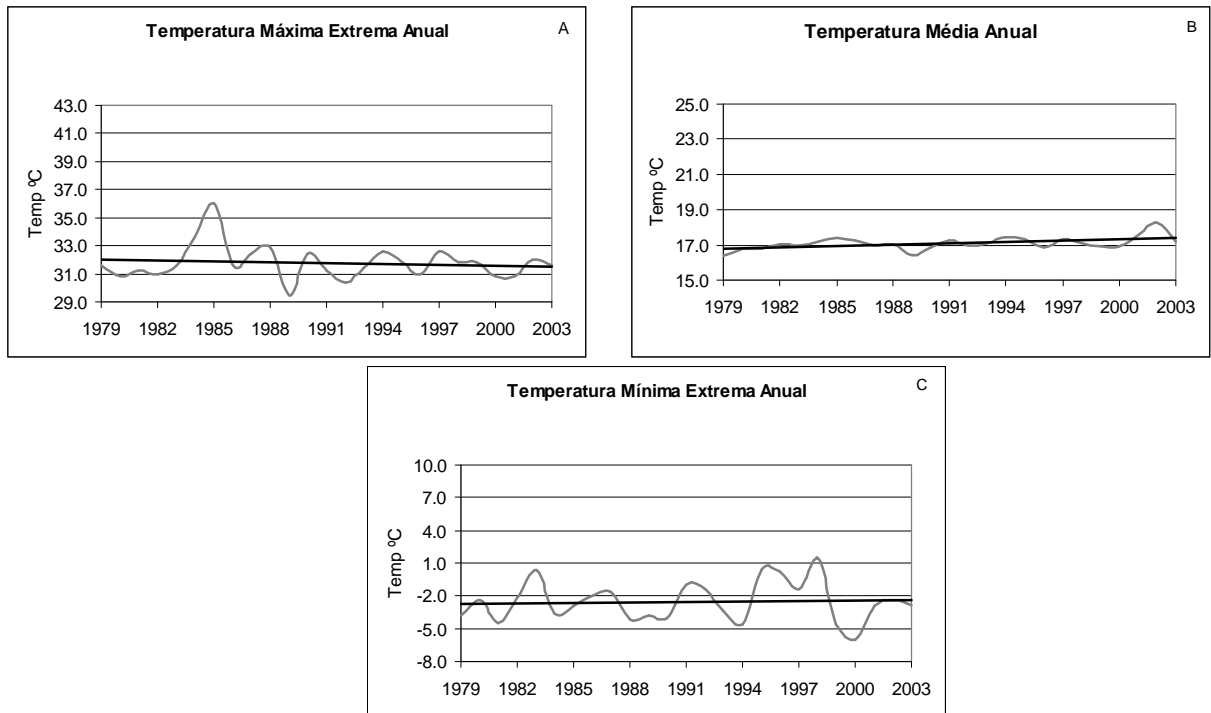 Temperatura Máxima Extrema Anual
A
43.0
41.0
39.0
37.0
35.0
33.0
31.0
29.0
Temp ºC
1979 1982 1985 1988 1991 1994 1997 2000 2003
Temperatura Média Anual
B
25.0
23.0
21.0
19.0
17.0
15.0
Temp ºC
1979 1982 1985 1988 1991 1994 1997 2000 2003
Temperatura Mínima Extrema Anual
C
10.0
7.0
4.0
1.0
-2.0
-5.0
-8.0
Temp ºC
1979 1982 1985 1988 1991 1994 1997 2000 2003